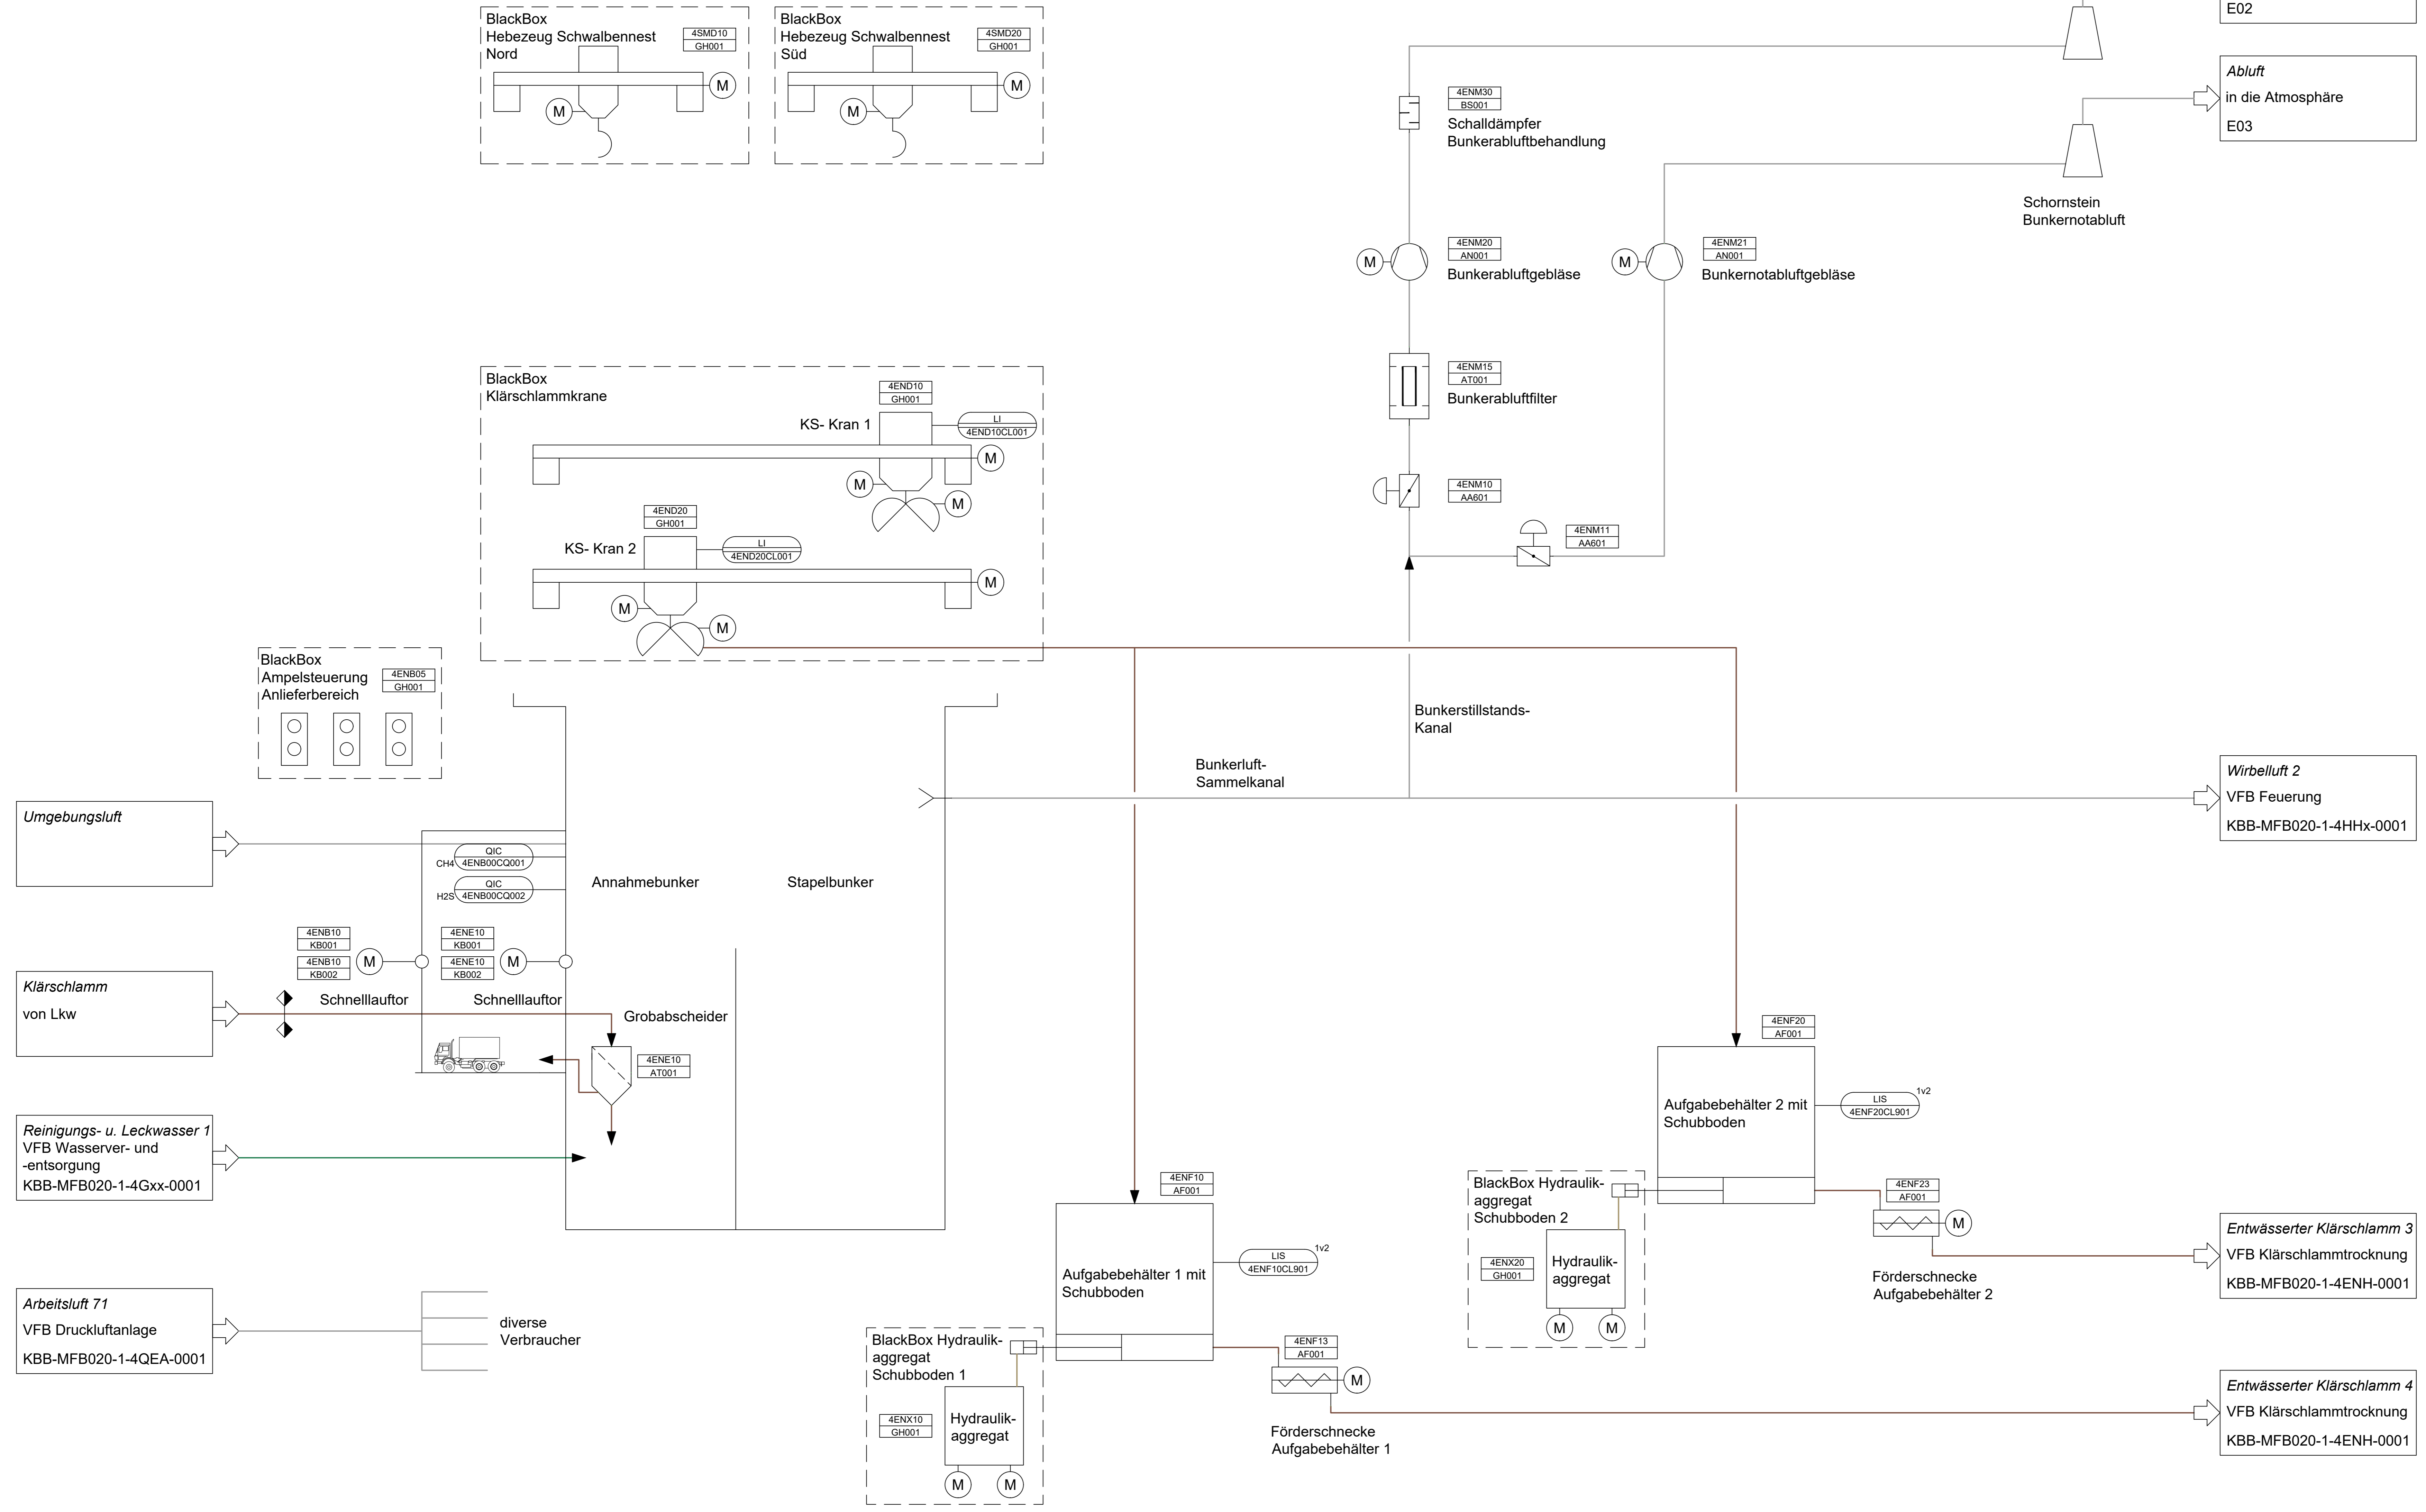 BlackBox
Hebezeug Schwalbennest
Nord
4SMD10
GH001
M
M
BlackBox
Hebezeug Schwalbennest
Süd
4SMD20
GH001
M
M
E02
Abluft
in die Atmosphäre
E03
4ENM30
BS001
Schalldämpfer
Bunkerabluftbehandlung
Schornstein
Bunkernotabluft
M
4ENM20
AN001
Bunkerabluftgebläse
M
4ENM21
AN001
Bunkernotabluftgebläse
4ENM15
AT001
Bunkerabluftfilter
4ENM10
AA601
4ENM11
AA601
BlackBox
Klärschlammkrane
4END10
GH001
KS- Kran 1
LI
4END10CL001
M
M
M
4END20
GH001
KS- Kran 2
LI
4END20CL001
M
M
M
BlackBox
Ampelsteuerung
Anlieferbereich
4ENB05
GH001
Bunkerstillstands-
Kanal
Bunkerluft-
Sammelkanal
Wirbelluft 2
VFB Feuerung
KBB-MFB020-1-4HHx-0001
Umgebungsluft
CH4
QIC
4ENB00CQ001
H2S
QIC
4ENB00CQ002
Annahmebunker
Stapelbunker
4ENB10
KB001
4ENB10
KB002
M
4ENE10
KB001
4ENE10
KB002
M
Schnelllauftor
Schnelllauftor
Klärschlamm
von Lkw
Grobabscheider
4ENE10
AT001
Reinigungs- u. Leckwasser 1
VFB Wasserver- und
-entsorgung
KBB-MFB020-1-4Gxx-0001
Arbeitsluft 71
VFB Druckluftanlage
KBB-MFB020-1-4QEA-0001
diverse
Verbraucher
4ENF20
AF001
Aufgabebehälter 2 mit
Schubboden
LIS
4ENF20CL901
1v2
BlackBox Hydraulik-
aggregat
Schubboden 2
4ENX20
GH001
Hydraulik-
aggregat
M
M
4ENF23
AF001
M
Förderschnecke
Aufgabebehälter 2
Entwässerter Klärschlamm 3
VFB Klärschlammtrocknung
KBB-MFB020-1-4ENH-0001
4ENF10
AF001
Aufgabebehälter 1 mit
Schubboden
LIS
4ENF10CL901
1v2
BlackBox Hydraulik-
aggregat
Schubboden 1
4ENX10
GH001
Hydraulik-
aggregat
M
M
4ENF13
AF001
M
Förderschnecke
Aufgabebehälter 1
Entwässerter Klärschlamm 4
VFB Klärschlammtrocknung
KBB-MFB020-1-4ENH-0001